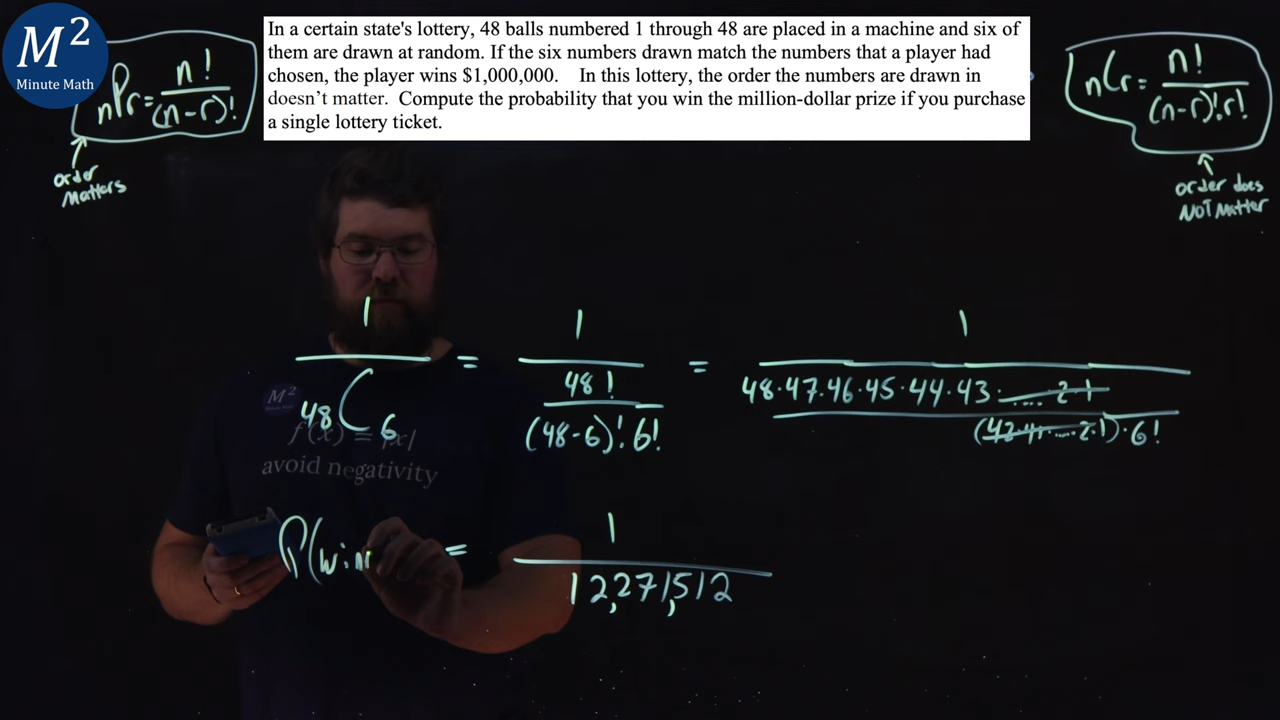 M²
Minute Math
nPr = n! / (n-r)!
order
Matters
In a certain state's lottery, 48 balls numbered 1 through 48 are placed in a machine and six of
them are drawn at random. If the six numbers drawn match the numbers that a player had
chosen, the player wins $1,000,000. In this lottery, the order the numbers are drawn in
doesn't matter. Compute the probability that you win the million-dollar prize if you purchase
a single lottery ticket.
nCr = n! / (n-r)!·r!
order does
NOT Matter
1 / 48C6 = 1 / (48! / (48-6)!·6!) = 1 / (48·47·46·45·44·43·....2·1 / (42·41·....2·1)·6!)
M²
f(x) = |x|
avoid negativity
P(win = 1 / 12,271,512